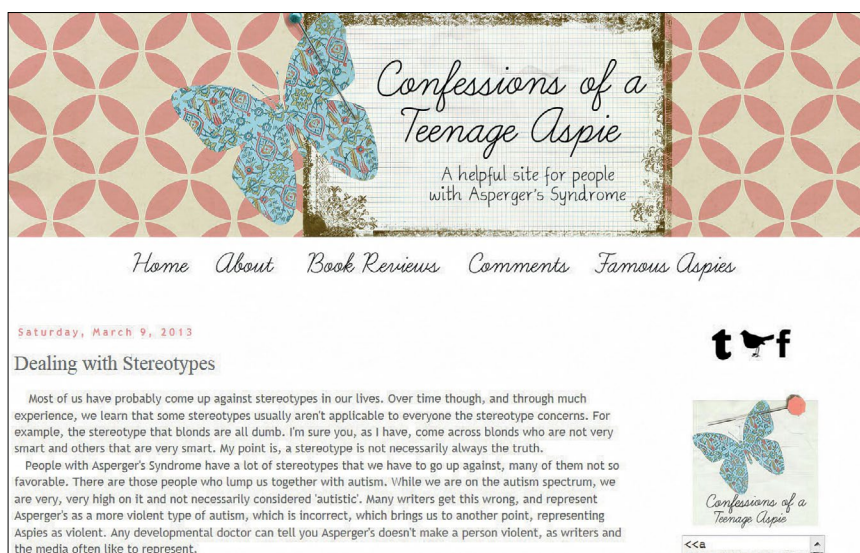 Confessions of a
Teenage Aspie
A helpful site for people
with Asperger's Syndrome
Home About Book Reviews Comments Famous Aspies
Saturday, March 9, 2013
Dealing with Stereotypes
Most of us have probably come up against stereotypes in our lives. Over time though, and through much
experience, we learn that some stereotypes usually aren't applicable to everyone the stereotype concerns. For
example, the stereotype that blonds are all dumb. I'm sure you, as I have, come across blonds who are not very
smart and others that are very smart. My point is, a stereotype is not necessarily always the truth.
People with Asperger's Syndrome have a lot of stereotypes that we have to go up against, many of them not so
favorable. There are those people who lump us together with autism. While we are on the autism spectrum, we
are very, very high on it and not necessarily considered 'autistic'. Many writers get this wrong, and represent
Asperger's as a more violent type of autism, which is incorrect, which brings us to another point, representing
Aspies as violent. Any developmental doctor can tell you Asperger's doesn't make a person violent, as writers and
the media often like to represent.
t f
Confessions of a
Teenage Aspie
<<a